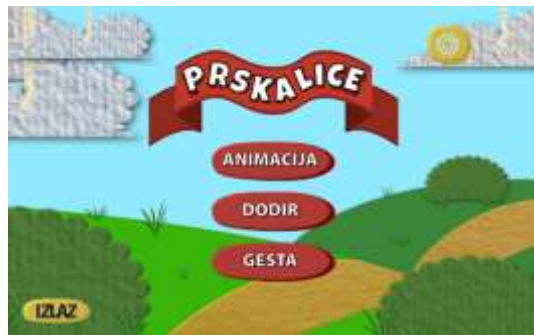 PRSKALICE
ANIMACIJA
DODIR
GESTA
IZLAZ